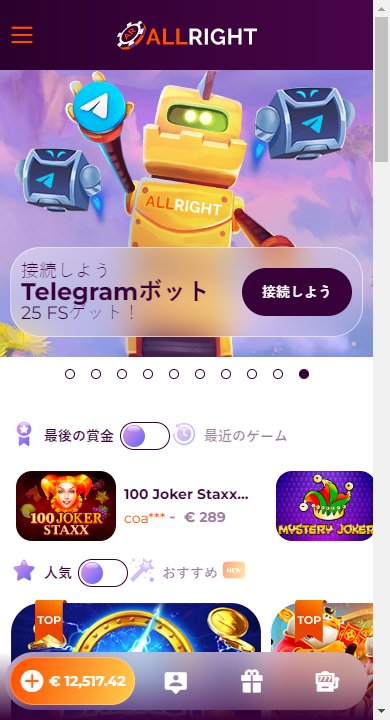 ALLRIGHT
ALLRIGHT
接続しよう
Telegramボット
25 FSゲット！
接続しよう
最後の賞金
最近のゲーム
100 JOKER
STAXX
100 Joker Staxx...
coa*** - € 289
MYSTERY JOKER
人気
おすすめ
NEW
TOP
TOP
€ 12,517.42